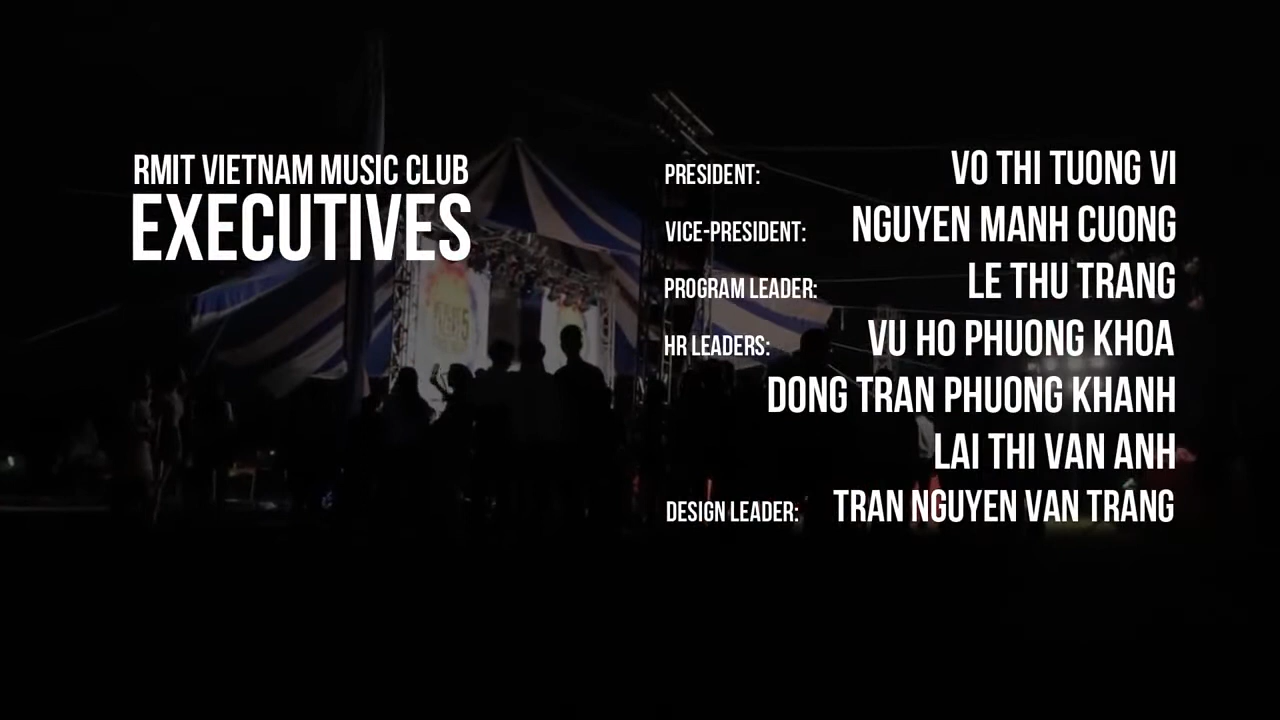 RMIT VIETNAM MUSIC CLUB
EXECUTIVES
PRESIDENT: VO THI TUONG VI
VICE-PRESIDENT: NGUYEN MANH CUONG
PROGRAM LEADER: LE THU TRANG
HR LEADERS: VU HO PHUONG KHOA
DONG TRAN PHUONG KHANH
LAI THI VAN ANH
DESIGN LEADER: TRAN NGUYEN VAN TRANG